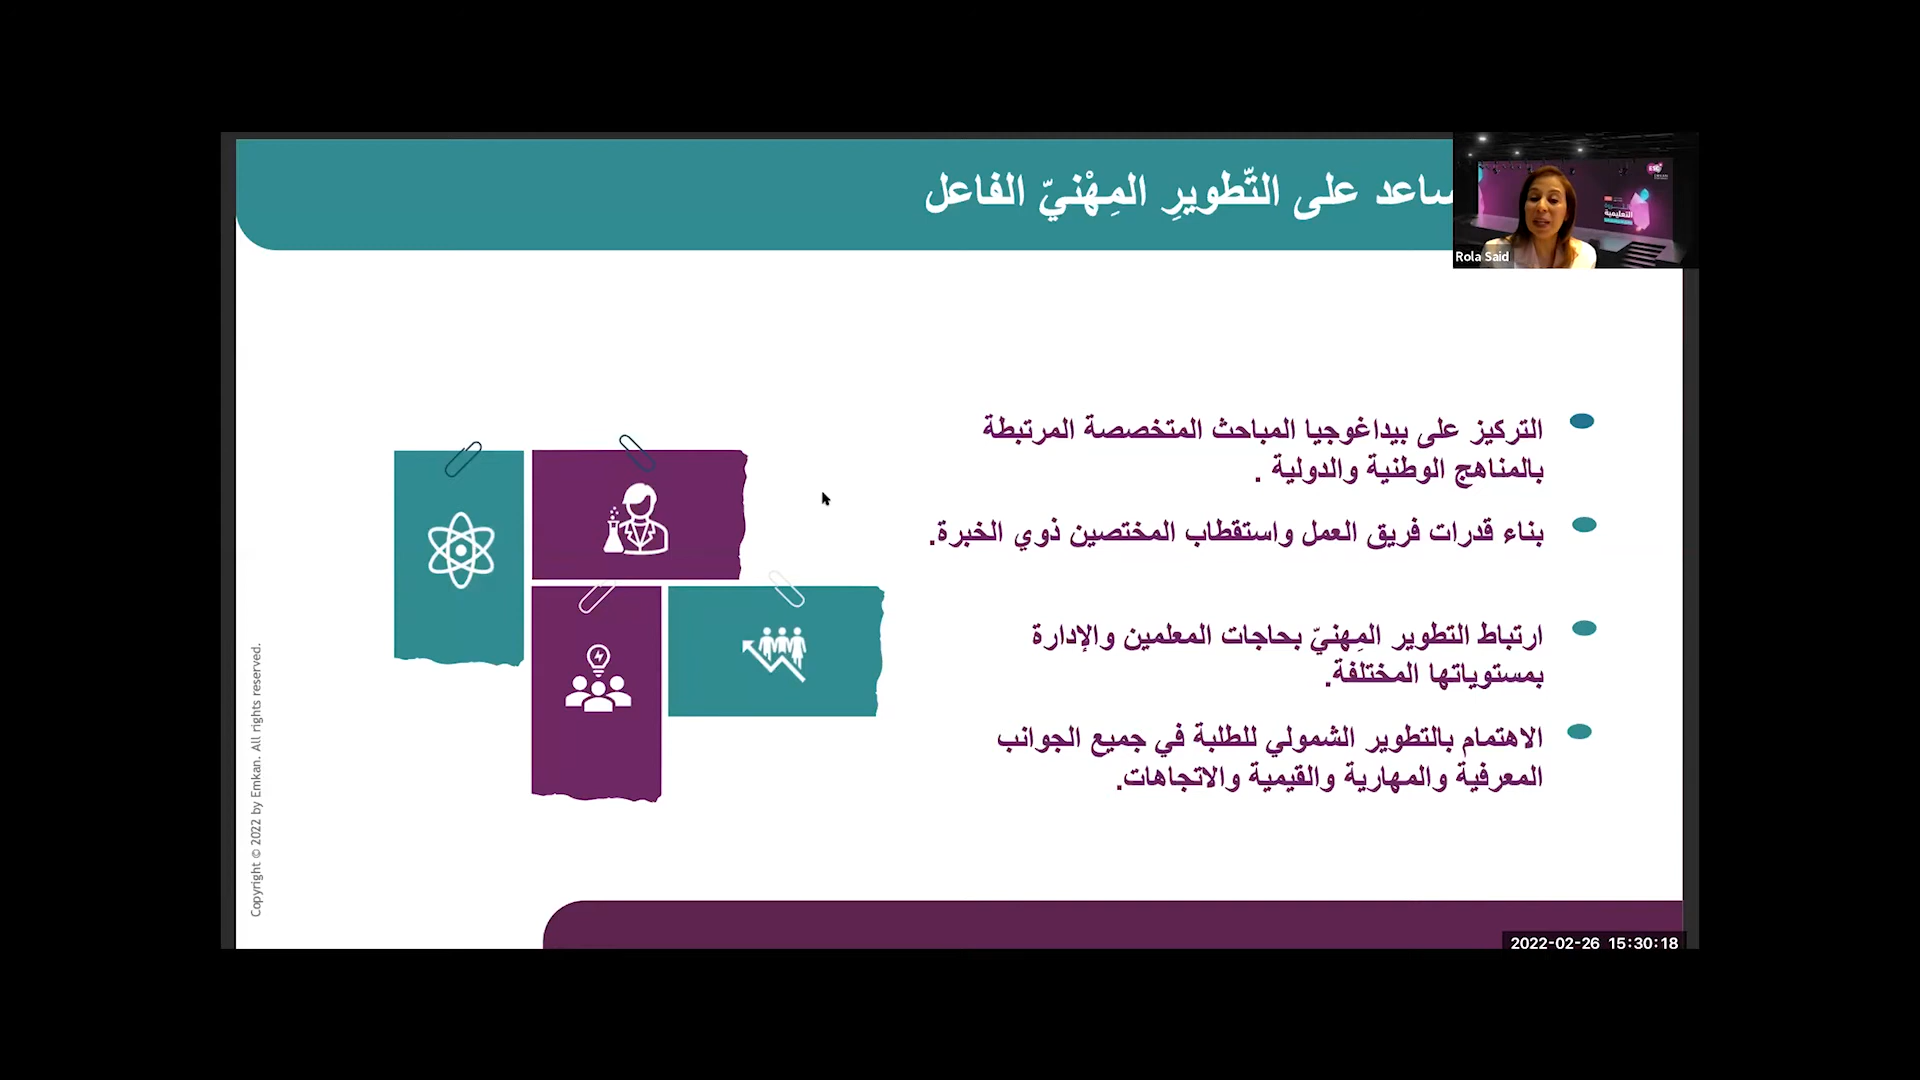 ساعد على التّطويرِ المِهْنيّ الفاعل
التعليمية
Rola Said
التركيز على بيداغوجيا المباحث المتخصصة المرتبطة
بالمناهج الوطنية والدولية .
بناء قدرات فريق العمل واستقطاب المختصين ذوي الخبرة.
ارتباط التطوير المِهنيّ بحاجات المعلمين والإدارة
بمستوياتها المختلفة.
الاهتمام بالتطوير الشمولي للطلبة في جميع الجوانب
المعرفية والمهارية والقيمية والاتجاهات.
Copyright © 2022 by Emkan. All rights reserved.
2022-02-26 15:30:18